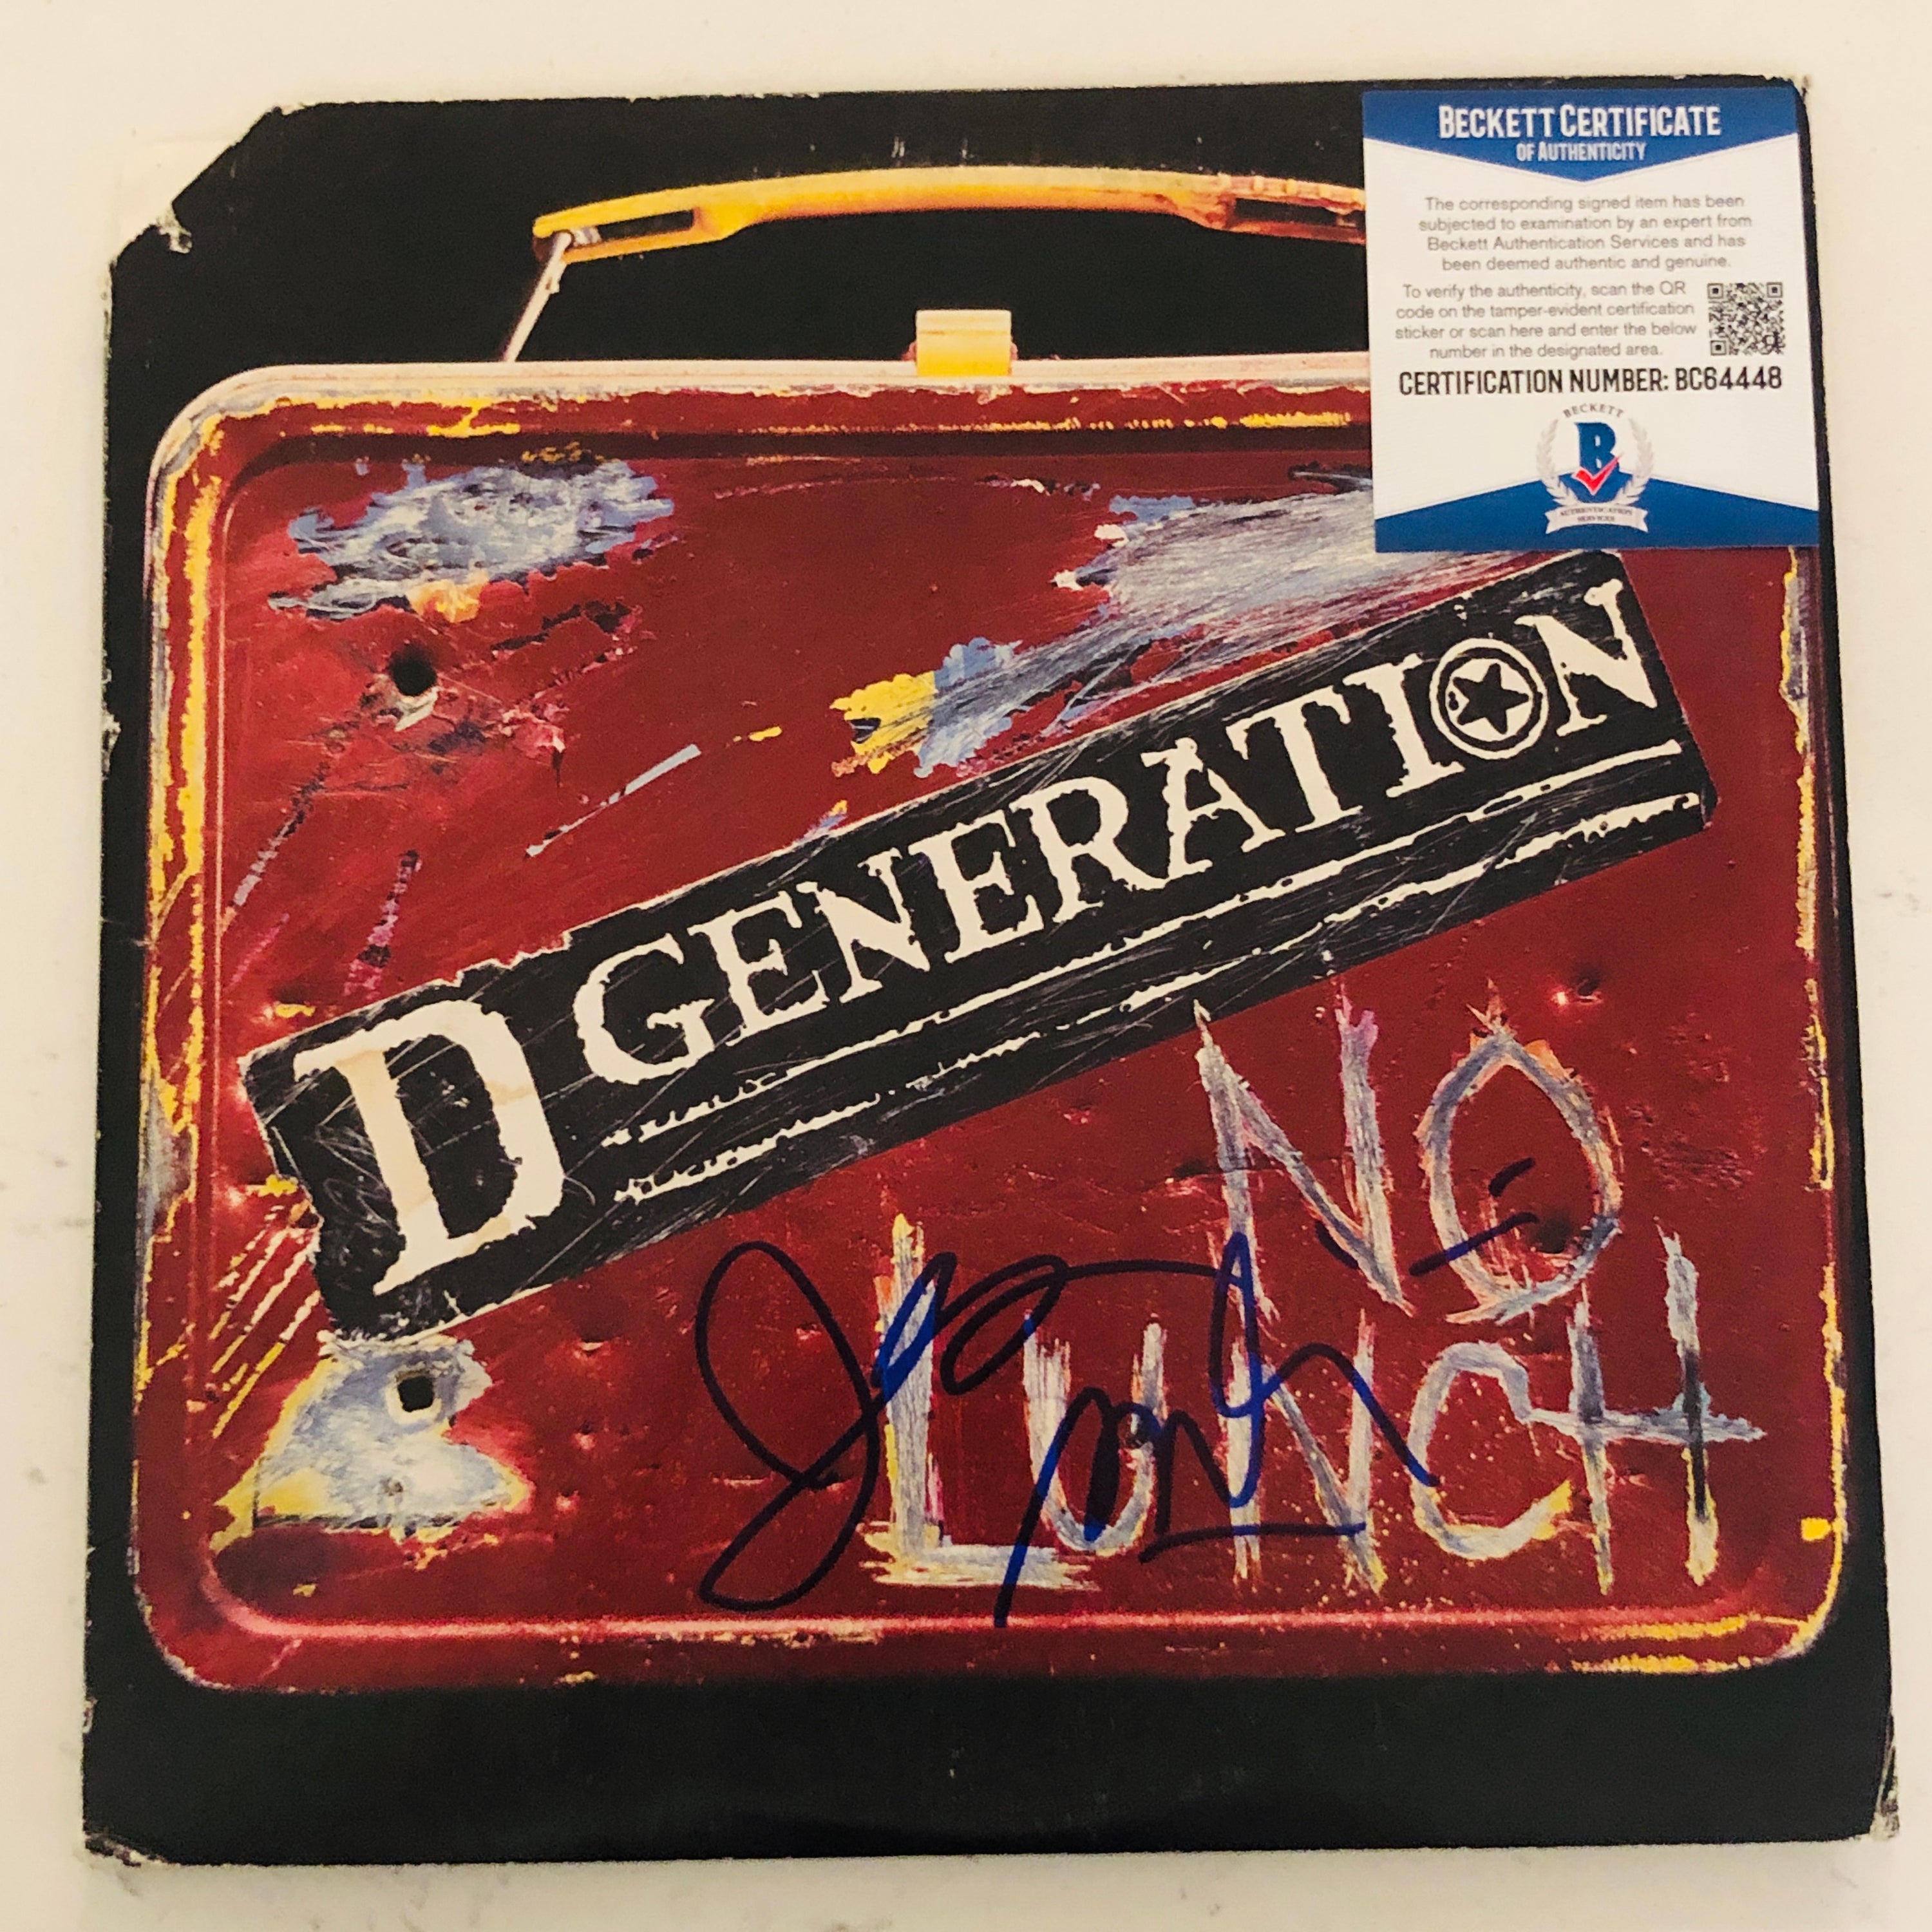 BECKETT CERTIFICATE
OF AUTHENTICITY
The corresponding signed item has been
subjected to examination by an expert from
Beckett Authentication Services and has
been deemed authentic and genuine.
To verify the authenticity, scan the QR
code on the tamper-evident certification
sticker or scan here and enter the below
number in the designated area.
CERTIFICATION NUMBER: BC64448
BECKETT
B
AUTHENTICATION
SERVICES
D GENERATION
NO
LUNCH